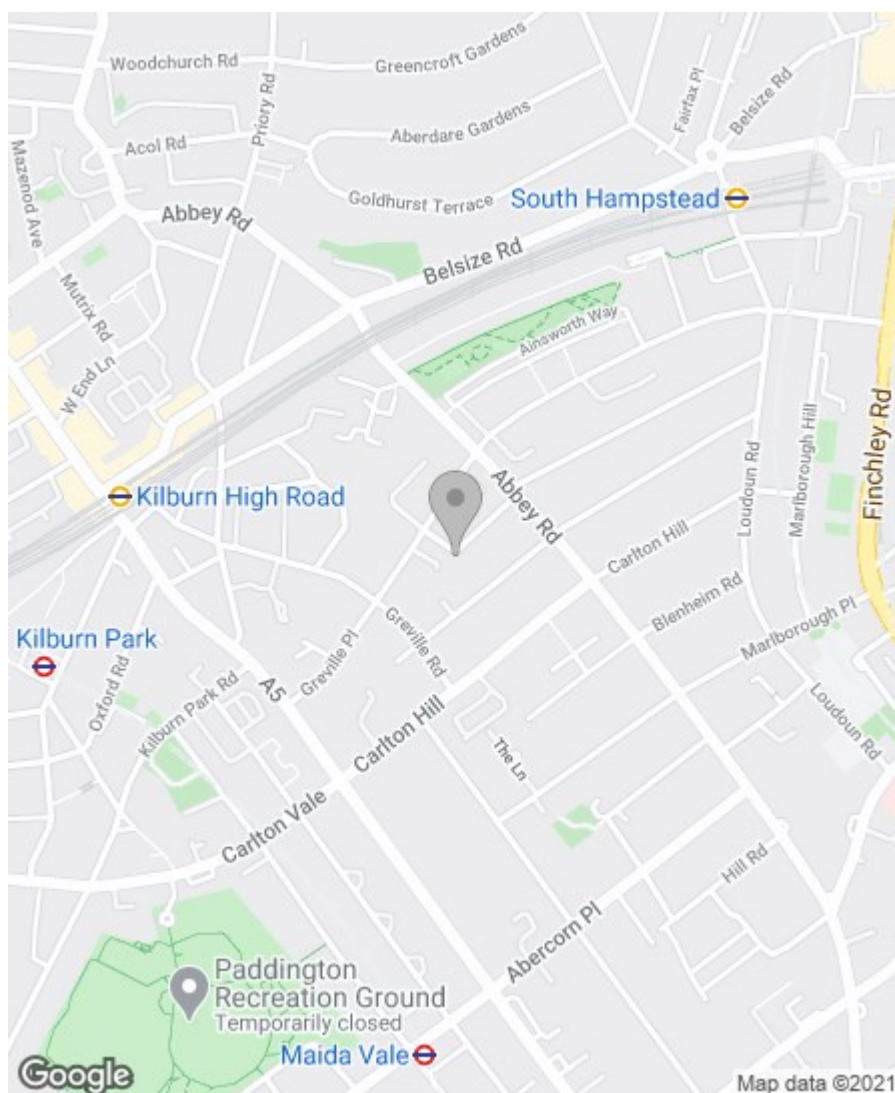 Woodchurch Rd
Greencroft Gardens
Fairfax Pl
Belsize Rd
Priory Rd
Aberdare Gardens
Acol Rd
Mazenod Ave
Goldhurst Terrace
South Hampstead
Abbey Rd
Belsize Rd
Mutrix Rd
Ainsworth Way
W End Ln
Finchley Rd
Marlborough Hill
Loudoun Rd
Abbey Rd
Kilburn High Road
Carlton Hill
Blenheim Rd
Marlborough Pl
Greville Rd
Kilburn Park
Greville Pl
Oxford Rd
A5
Kilburn Park Rd
Loudoun Rd
Carlton Hill
The Ln
Carlton Vale
Hill Rd
Abercorn Pl
Paddington
Recreation Ground
Temporarily closed
Maida Vale
Google
Map data ©2021